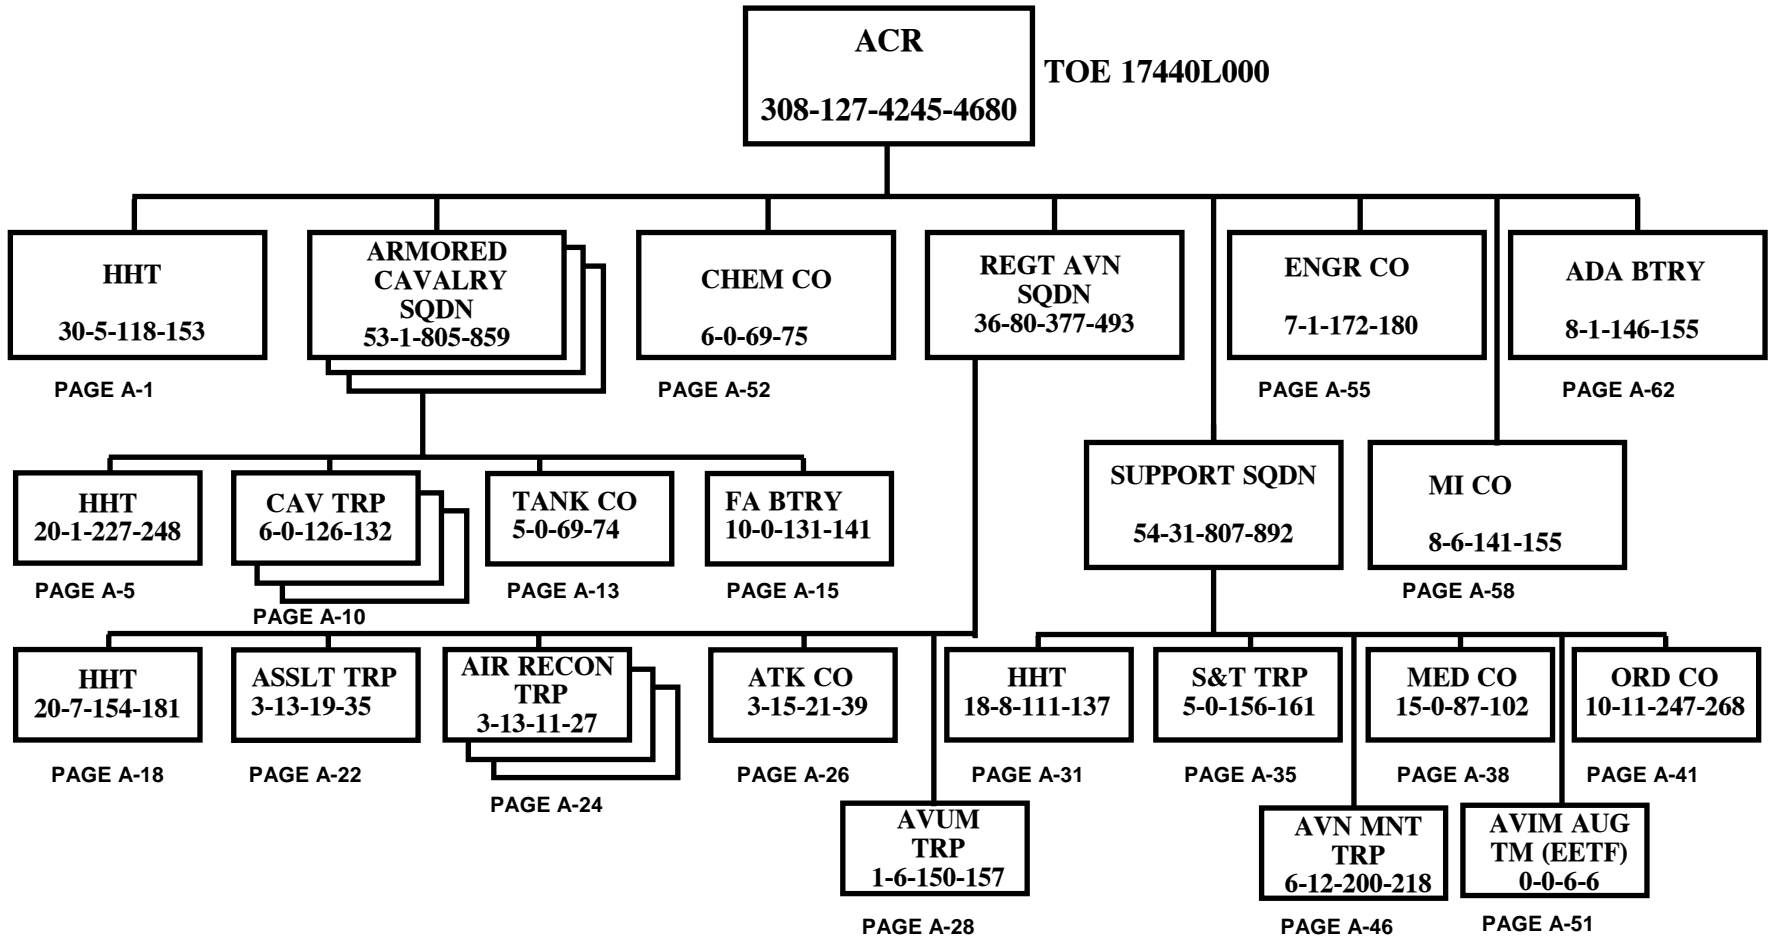 ACR
308-127-4245-4680
TOE 17440L000
HHT
30-5-118-153
PAGE A-1
ARMORED
CAVALRY
SQDN
53-1-805-859
CHEM CO
6-0-69-75
PAGE A-52
REGT AVN
SQDN
36-80-377-493
ENGR CO
7-1-172-180
PAGE A-55
ADA BTRY
8-1-146-155
PAGE A-62
HHT
20-1-227-248
PAGE A-5
CAV TRP
6-0-126-132
PAGE A-10
TANK CO
5-0-69-74
PAGE A-13
FA BTRY
10-0-131-141
PAGE A-15
SUPPORT SQDN
54-31-807-892
MI CO
8-6-141-155
PAGE A-58
HHT
20-7-154-181
PAGE A-18
ASSLT TRP
3-13-19-35
PAGE A-22
AIR RECON
TRP
3-13-11-27
PAGE A-24
ATK CO
3-15-21-39
PAGE A-26
AVUM
TRP
1-6-150-157
PAGE A-28
HHT
18-8-111-137
PAGE A-31
S&T TRP
5-0-156-161
PAGE A-35
MED CO
15-0-87-102
PAGE A-38
ORD CO
10-11-247-268
PAGE A-41
AVN MNT
TRP
6-12-200-218
PAGE A-46
AVIM AUG
TM (EETF)
0-0-6-6
PAGE A-51